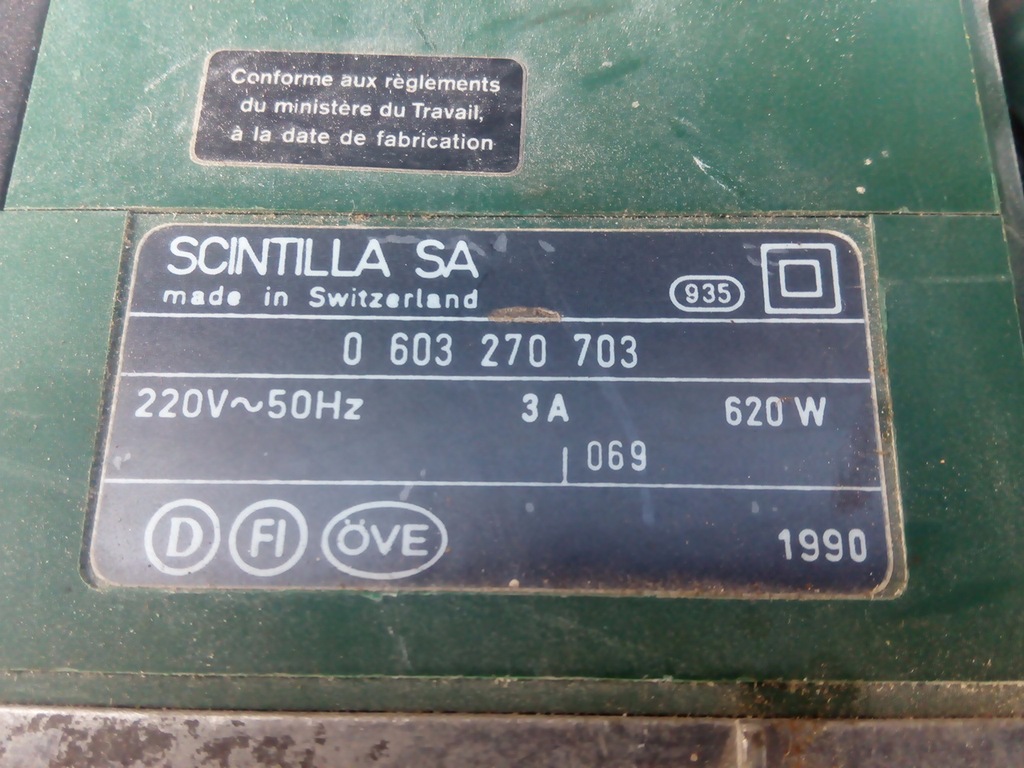 Conforme aux règlements
du ministère du Travail,
à la date de fabrication
SCINTILLA SA
made in Switzerland
935
0 603 270 703
220V~50Hz 3A 620 W
069
D FI ÖVE 1990